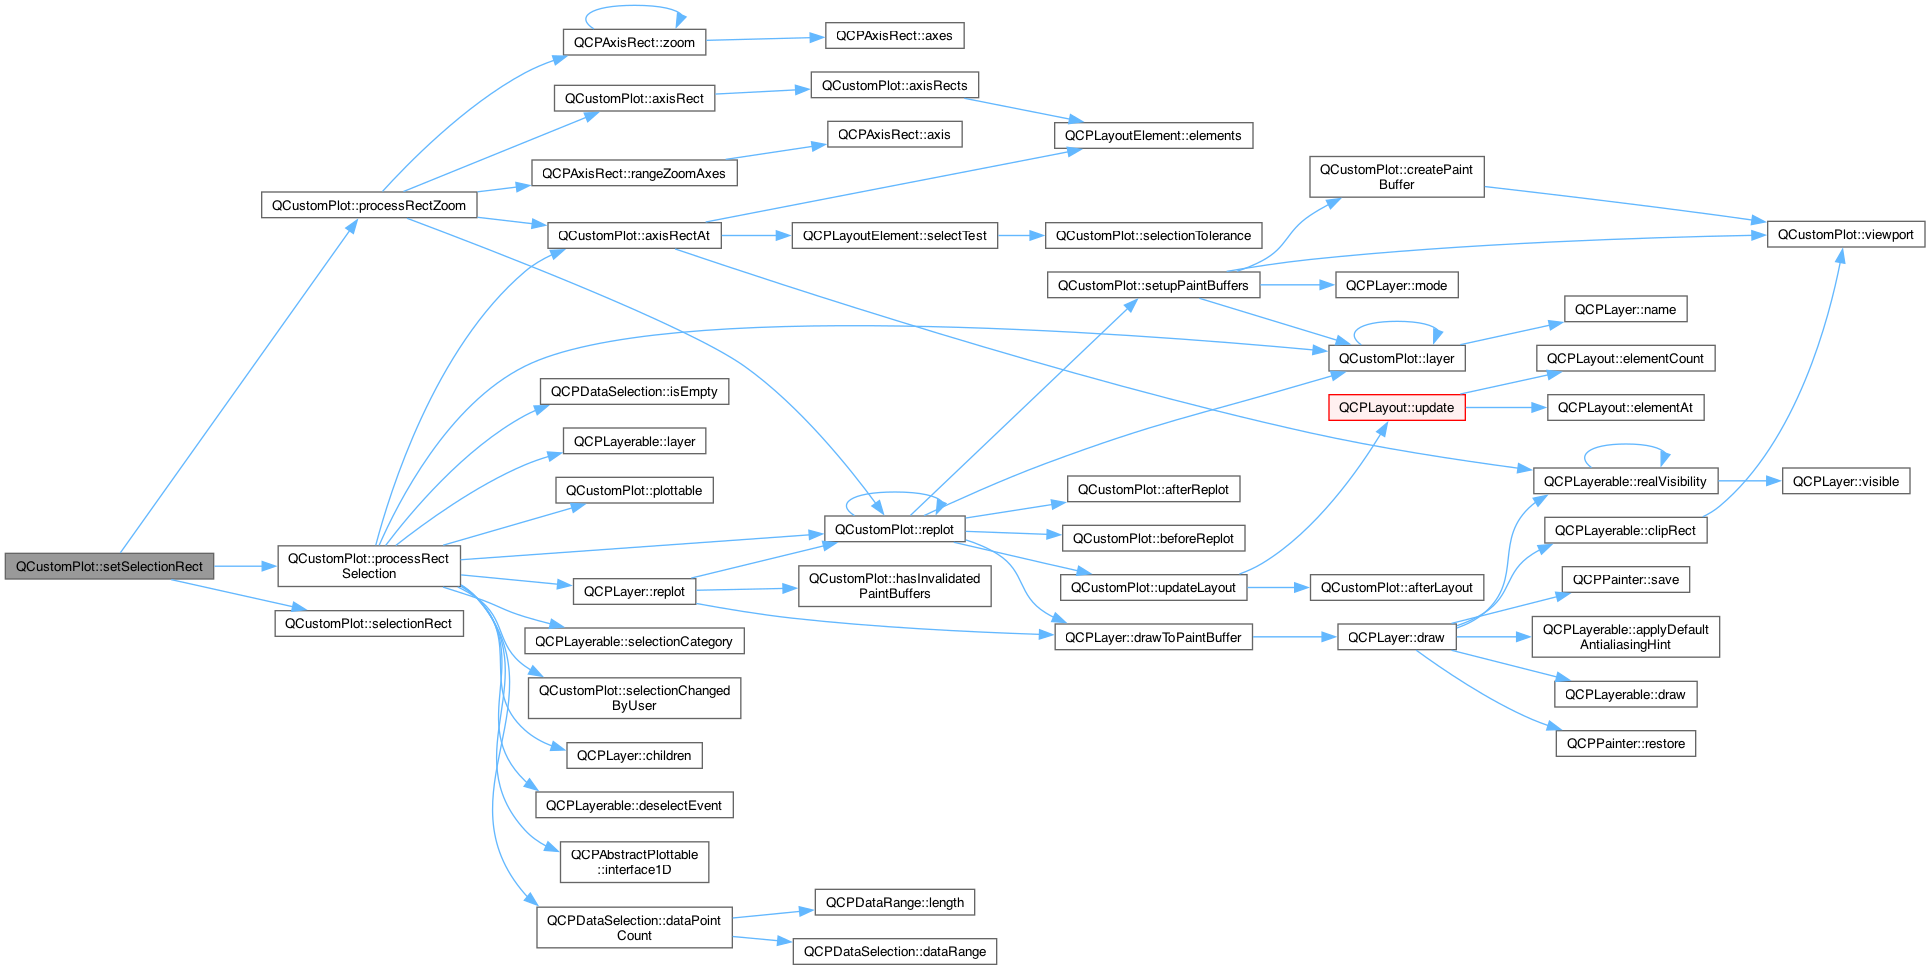 QCustomPlot::setSelectionRect
QCustomPlot::processRectZoom
QCustomPlot::processRect
Selection
QCustomPlot::selectionRect
QCPAxisRect::zoom
QCustomPlot::axisRect
QCPAxisRect::rangeZoomAxes
QCustomPlot::axisRectAt
QCPDataSelection::isEmpty
QCPLayerable::layer
QCustomPlot::plottable
QCPLayer::replot
QCPLayerable::selectionCategory
QCustomPlot::selectionChanged
ByUser
QCPLayer::children
QCPLayerable::deselectEvent
QCPAbstractPlottable
::interface1D
QCPDataSelection::dataPoint
Count
QCPAxisRect::axes
QCustomPlot::axisRects
QCPAxisRect::axis
QCPLayoutElement::selectTest
QCustomPlot::replot
QCustomPlot::hasInvalidated
PaintBuffers
QCPDataRange::length
QCPDataSelection::dataRange
QCPLayoutElement::elements
QCustomPlot::selectionTolerance
QCustomPlot::setupPaintBuffers
QCustomPlot::afterReplot
QCustomPlot::beforeReplot
QCustomPlot::updateLayout
QCPLayer::drawToPaintBuffer
QCustomPlot::createPaint
Buffer
QCPLayer::mode
QCustomPlot::layer
QCPLayout::update
QCustomPlot::afterLayout
QCPLayer::draw
QCPLayer::name
QCPLayout::elementCount
QCPLayout::elementAt
QCPLayerable::realVisibility
QCPLayerable::clipRect
QCPPainter::save
QCPLayerable::applyDefault
AntialiasingHint
QCPLayerable::draw
QCPPainter::restore
QCustomPlot::viewport
QCPLayer::visible